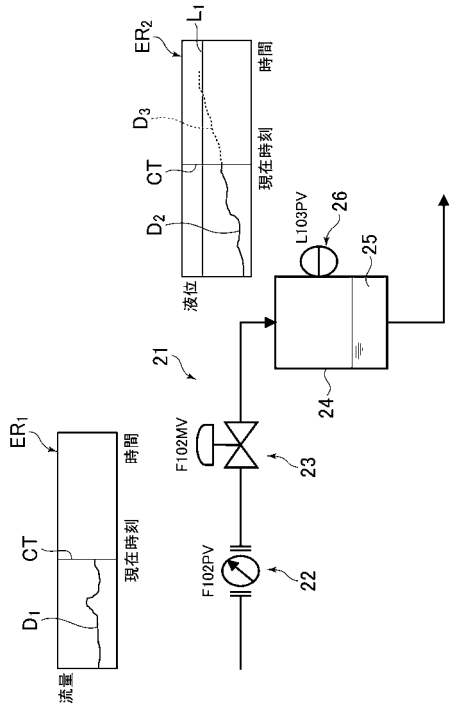 流量
D1
CT
ER1
現在時刻
時間
液位
D2
CT
D3
ER2
L1
現在時刻
時間
21
F102PV
22
F102MV
23
24
25
L103PV
26